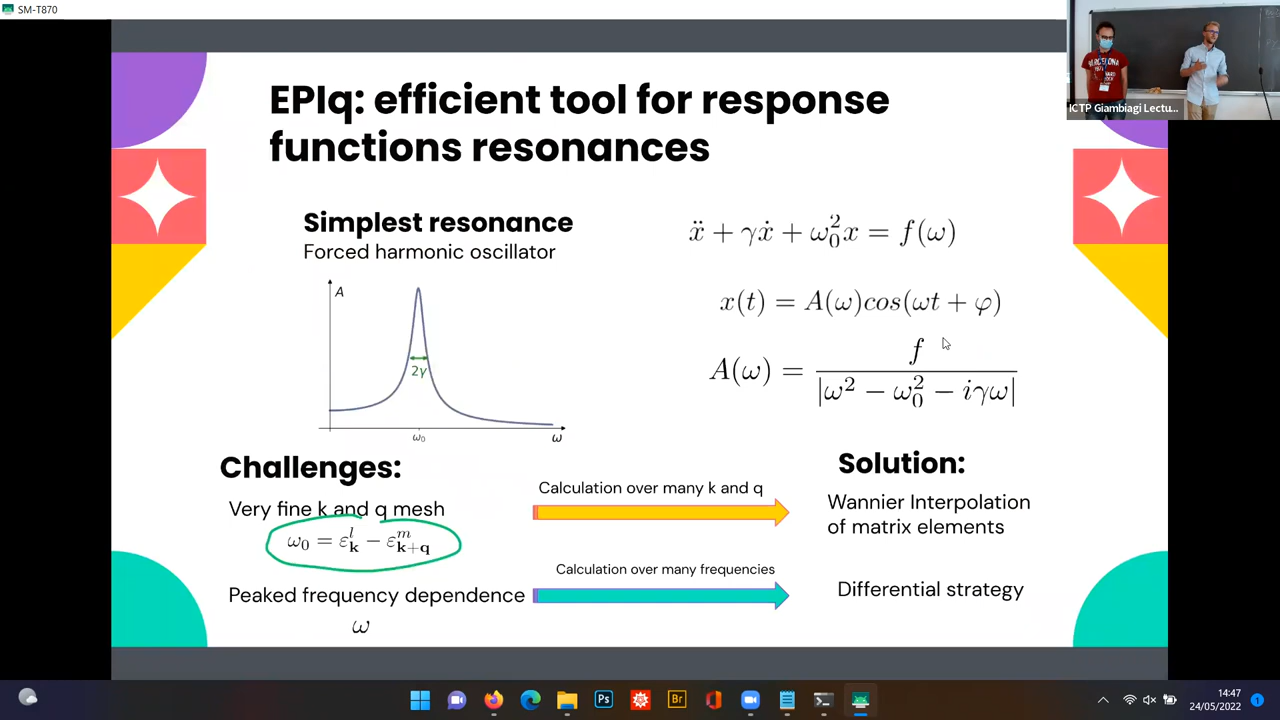 SM-T870
EPIq: efficient tool for response
functions resonances
ICTP Giambiagi Lectu...
Simplest resonance
Forced harmonic oscillator
A
2γ
ω₀
ω
ẍ + γẋ + ω₀²x = f(ω)
x(t) = A(ω)cos(ωt + φ)
A(ω) = f / |ω² − ω₀² − iγω|
Challenges:
Very fine k and q mesh
ω₀ = ε_k^l − ε_{k+q}^m
Peaked frequency dependence
ω
Calculation over many k and q
Calculation over many frequencies
Solution:
Wannier Interpolation
of matrix elements
Differential strategy
Ps
Br
14:47
24/05/2022
1